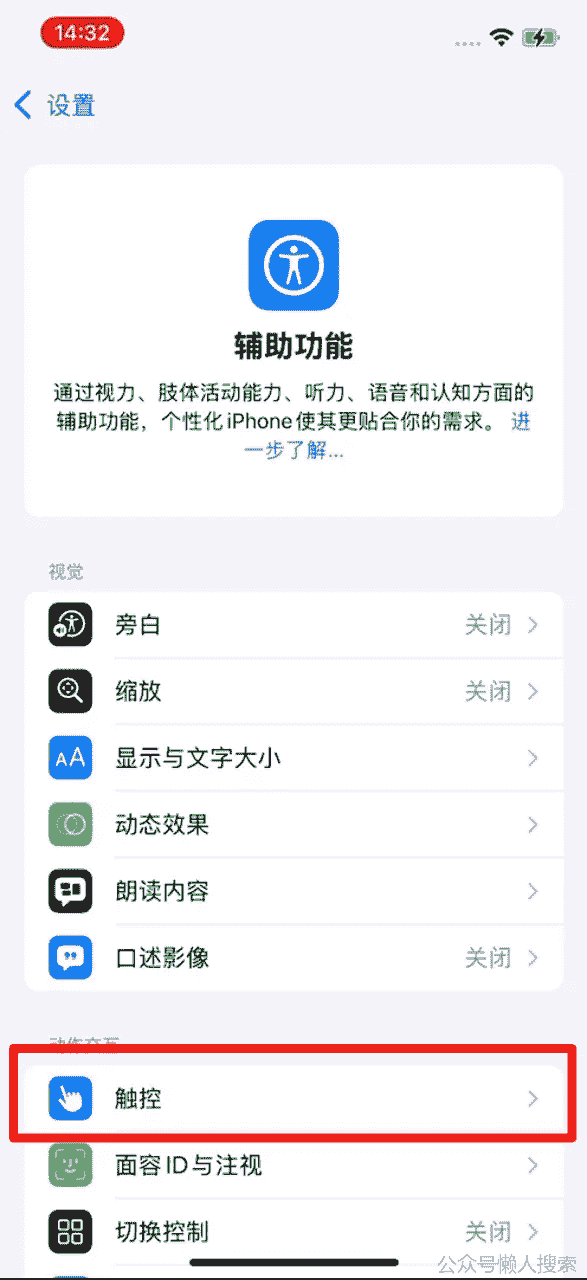 14:32
设置
辅助功能
通过视力、肢体活动能力、听力、语音和认知方面的
辅助功能，个性化iPhone使其更贴合你的需求。 进
一步了解...
视觉
旁白 关闭
缩放 关闭
AA 显示与文字大小
动态效果
朗读内容
口述影像 关闭
动作交互
触控
面容ID与注视
切换控制 关闭
公众号懒人搜索